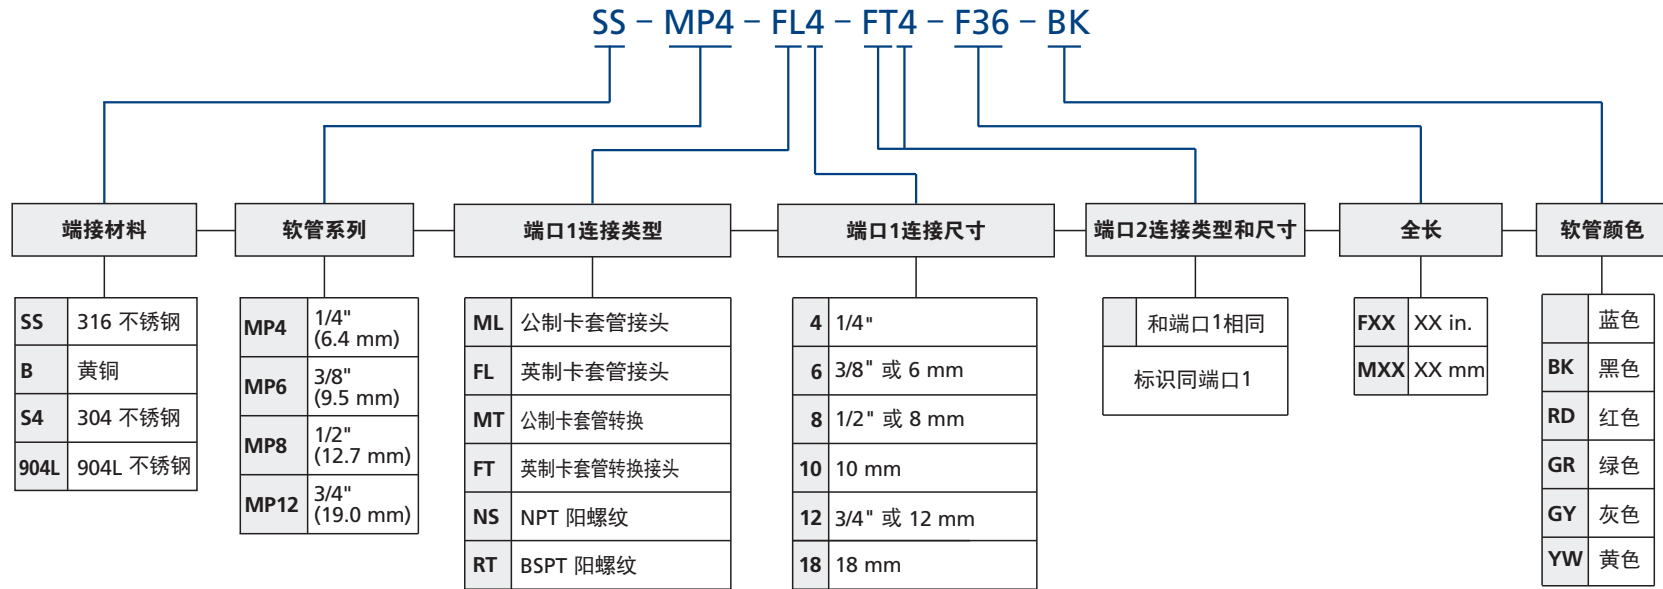 SS – MP4 – FL4 – FT4 – F36 – BK
端接材料
软管系列
端口1连接类型
端口1连接尺寸
端口2连接类型和尺寸
全长
软管颜色
SS 316 不锈钢
B 黄铜
S4 304 不锈钢
904L 904L 不锈钢
MP4 1/4"
(6.4 mm)
MP6 3/8"
(9.5 mm)
MP8 1/2"
(12.7 mm)
MP12 3/4"
(19.0 mm)
ML 公制卡套管接头
FL 英制卡套管接头
MT 公制卡套管转换
FT 英制卡套管转换接头
NS NPT 阳螺纹
RT BSPT 阳螺纹
4 1/4"
6 3/8" 或 6 mm
8 1/2" 或 8 mm
10 10 mm
12 3/4" 或 12 mm
18 18 mm
和端口1相同
标识同端口1
FXX XX in.
MXX XX mm
蓝色
BK 黑色
RD 红色
GR 绿色
GY 灰色
YW 黄色